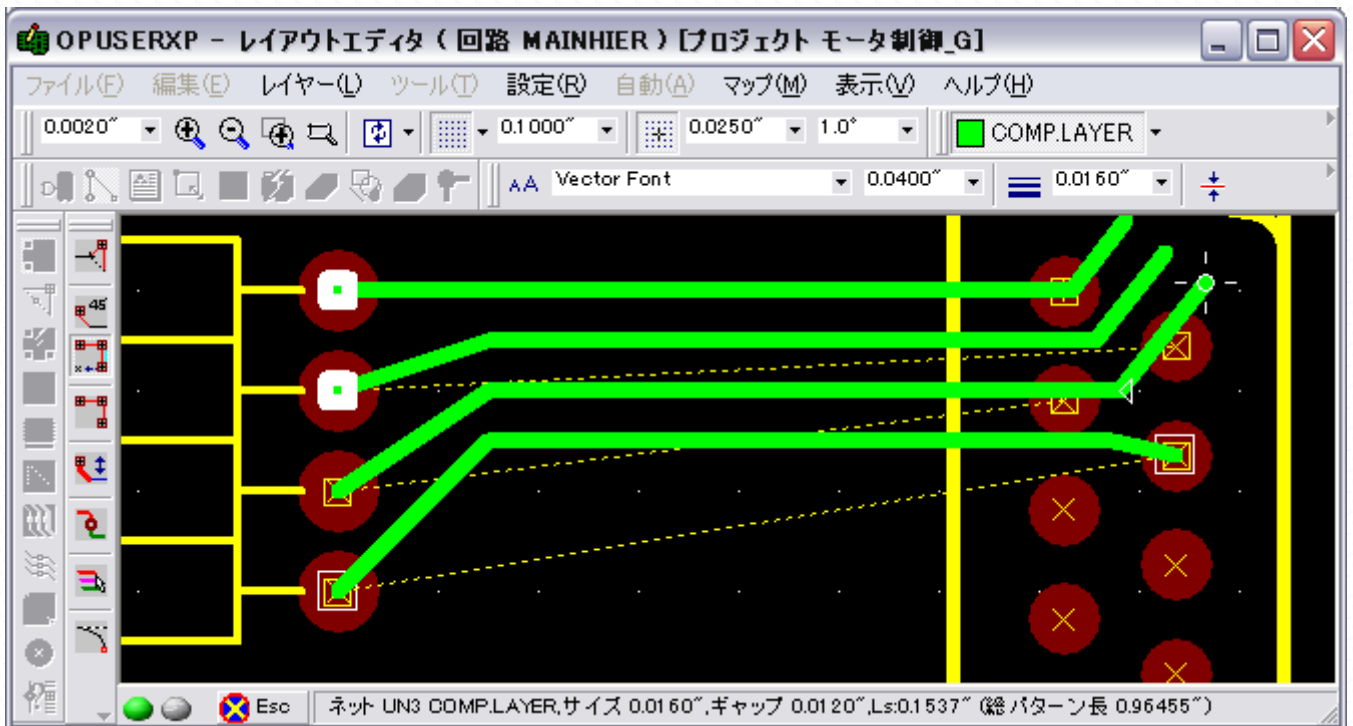 OPUSERXP - レイアウトエディタ ( 回路 MAINHIER ) [プロジェクト モータ制御_G]
ファイル(F) 編集(E) レイヤー(L) ツール(T) 設定(R) 自動(A) マップ(M) 表示(V) ヘルプ(H)
0.0020" 0.1000" 0.0250" 1.0° COMP.LAYER
AA Vector Font 0.0400" 0.0160"
45
Esc ネット UN3 COMP.LAYER,サイズ 0.0160",ギャップ 0.0120",Ls:0.1537" (総パターン長 0.96455")